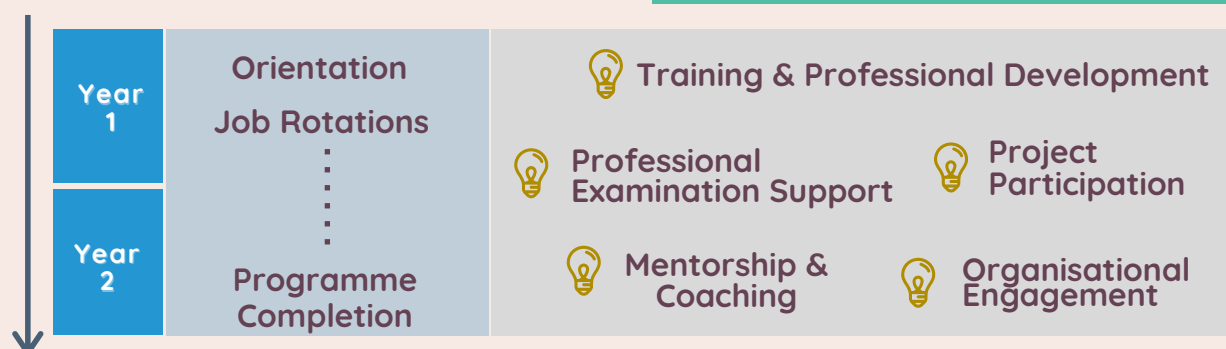 Year
1
Orientation
Job Rotations
Year
2
Programme
Completion
Training & Professional Development
Professional
Examination Support
Project
Participation
Mentorship &
Coaching
Organisational
Engagement